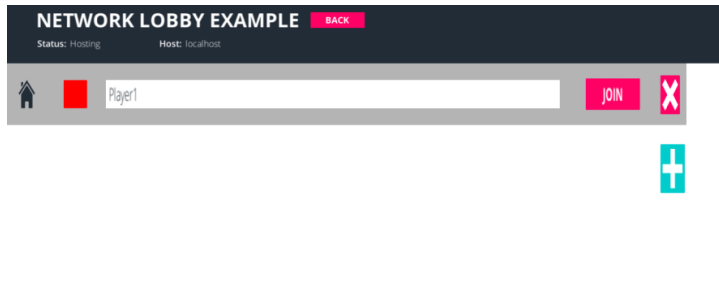 NETWORK LOBBY EXAMPLE BACK
Status: Hosting Host: localhost
Player1 JOIN X